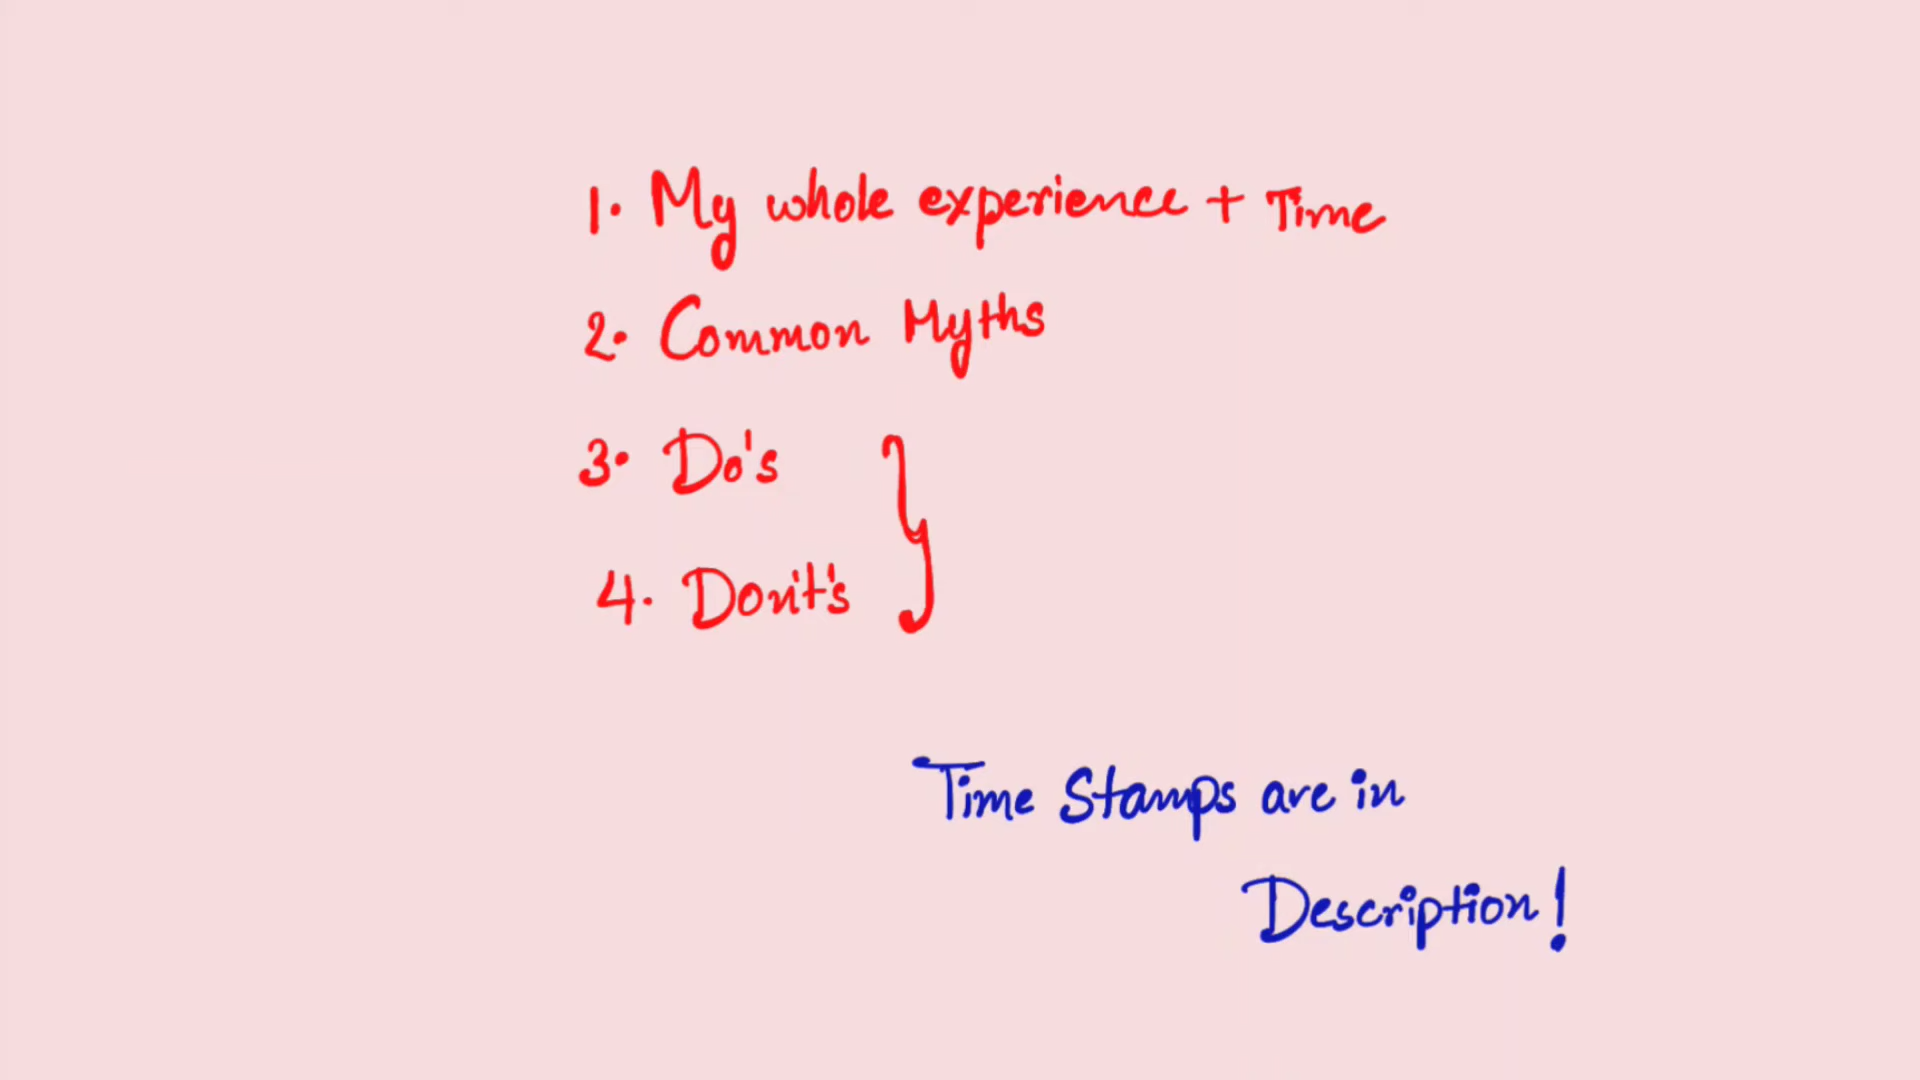 1. My whole experience + Time
2. Common Myths
3. Do's
4. Don't's
Time Stamps are in
Description!